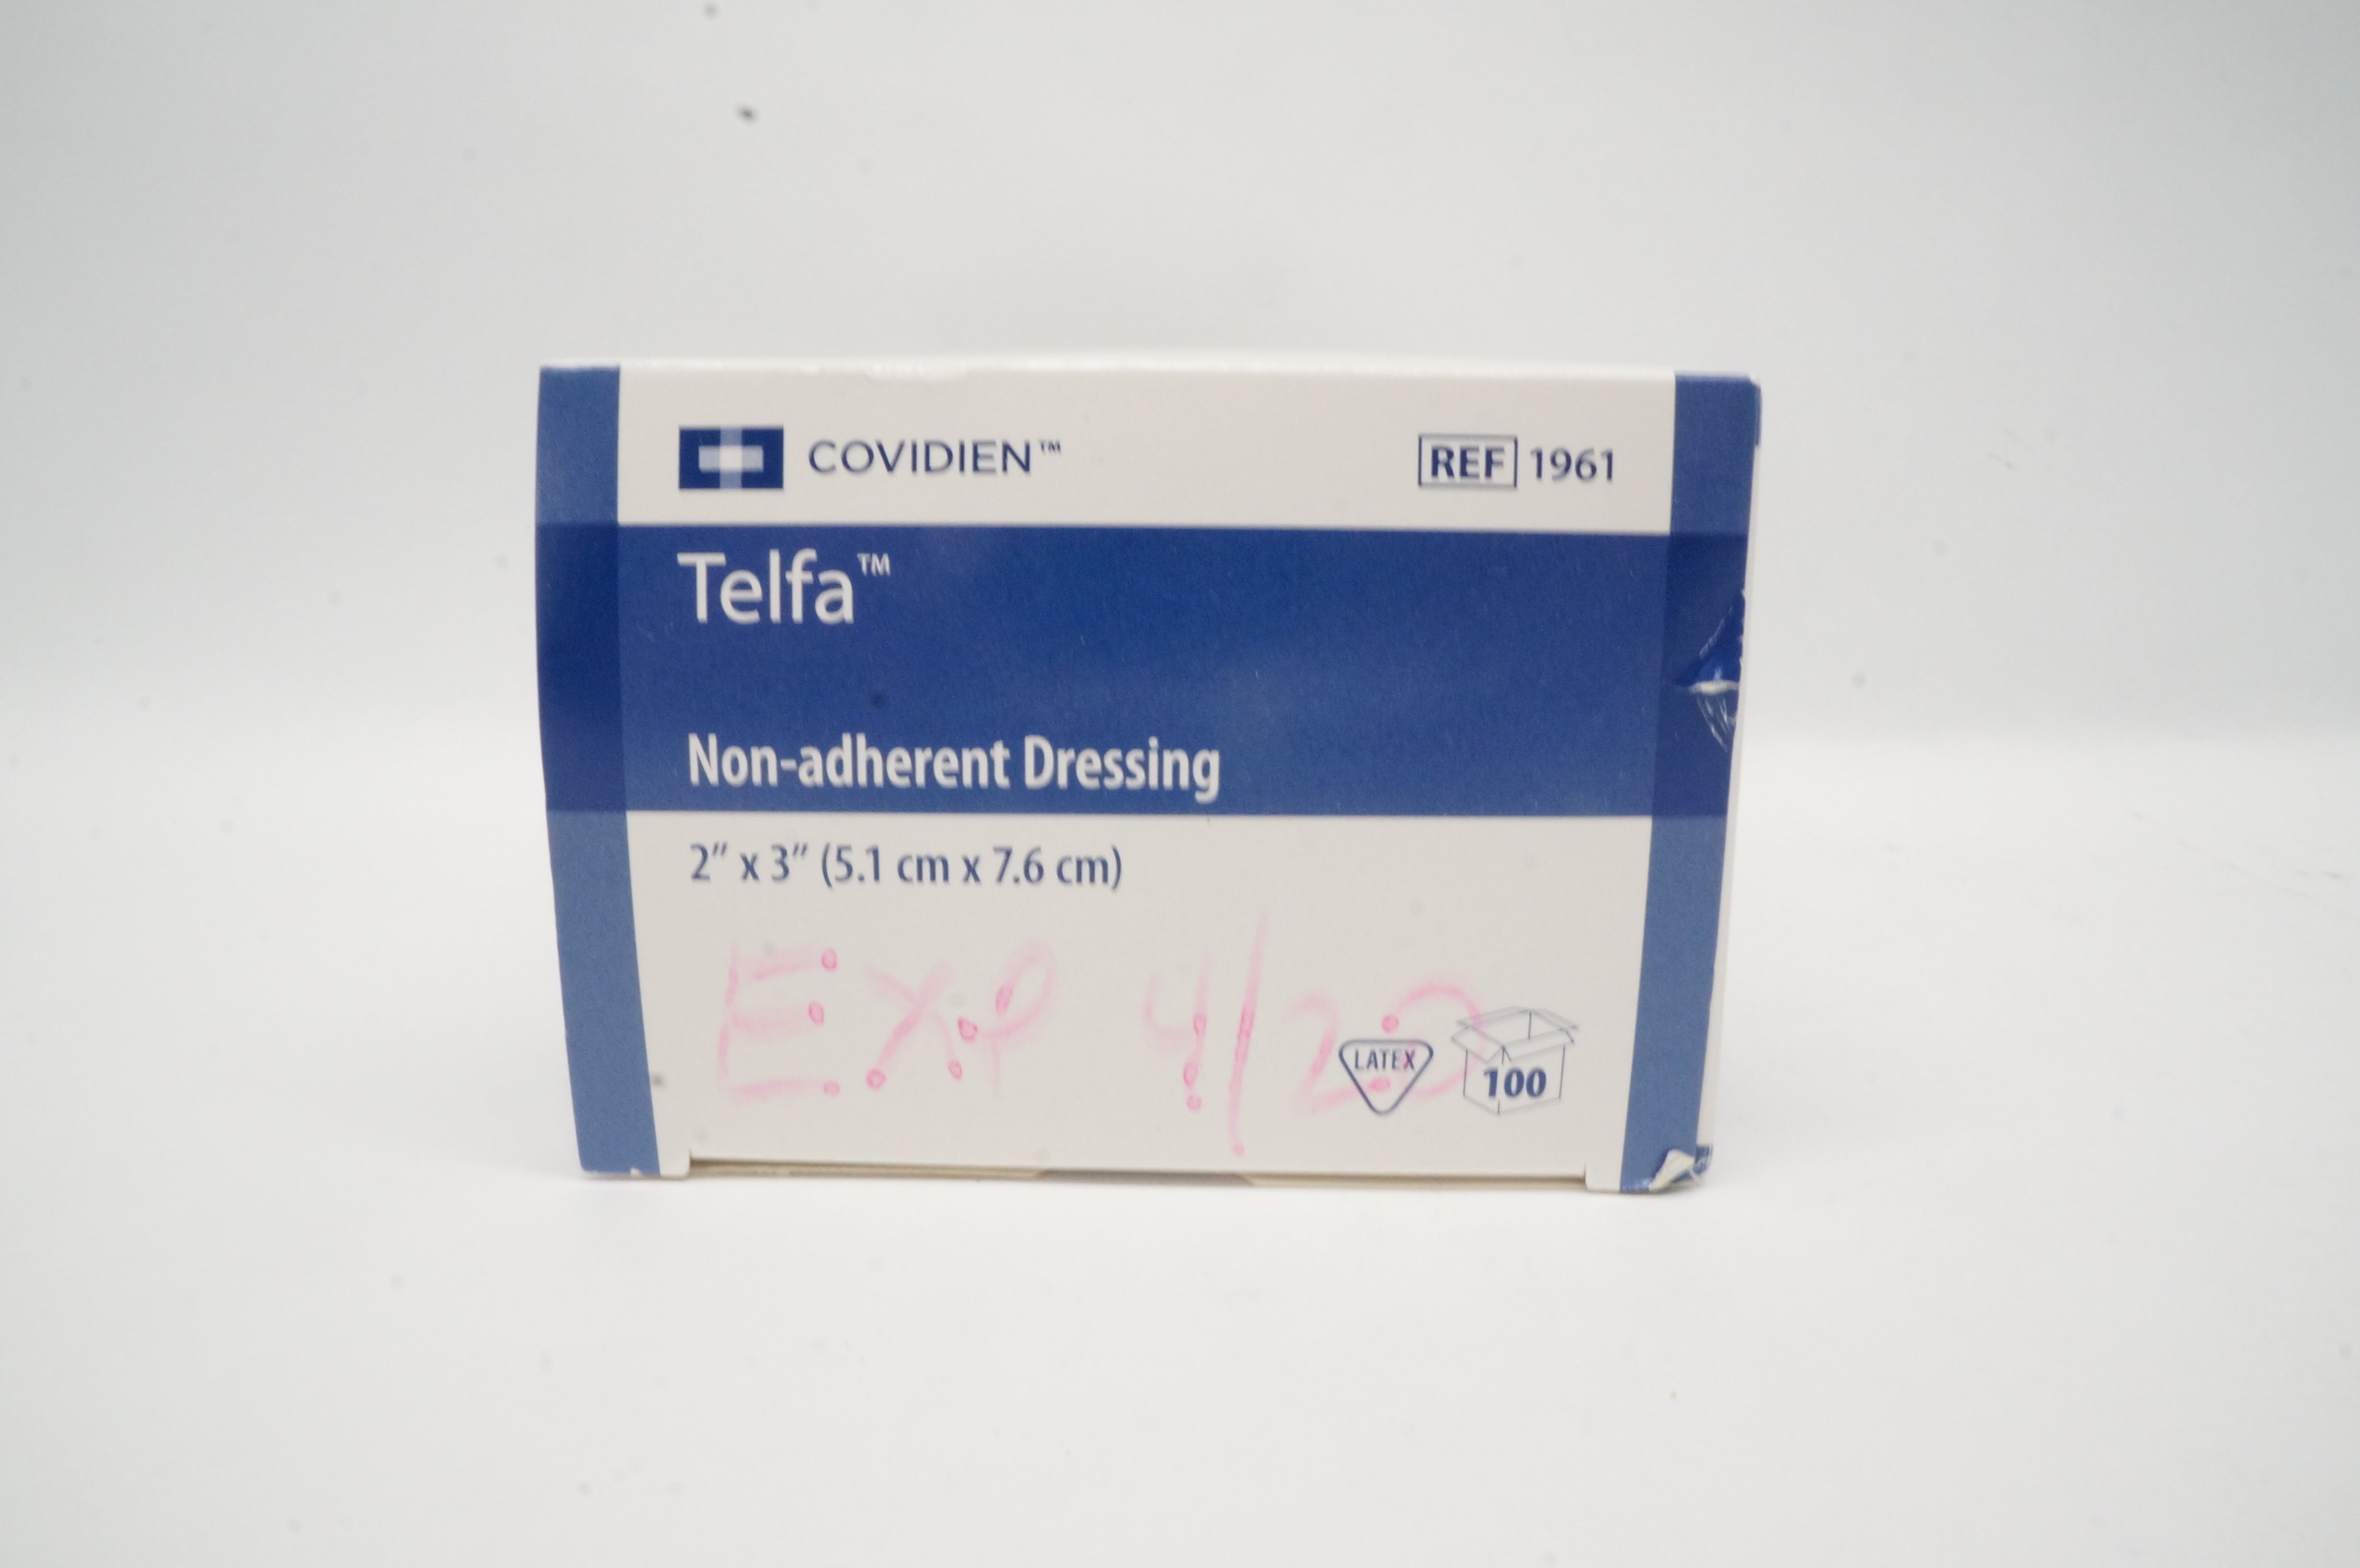 COVIDIEN™ REF 1961
Telfa™
Non-adherent Dressing
2" x 3" (5.1 cm x 7.6 cm)
EXP 4/20
LATEX 100